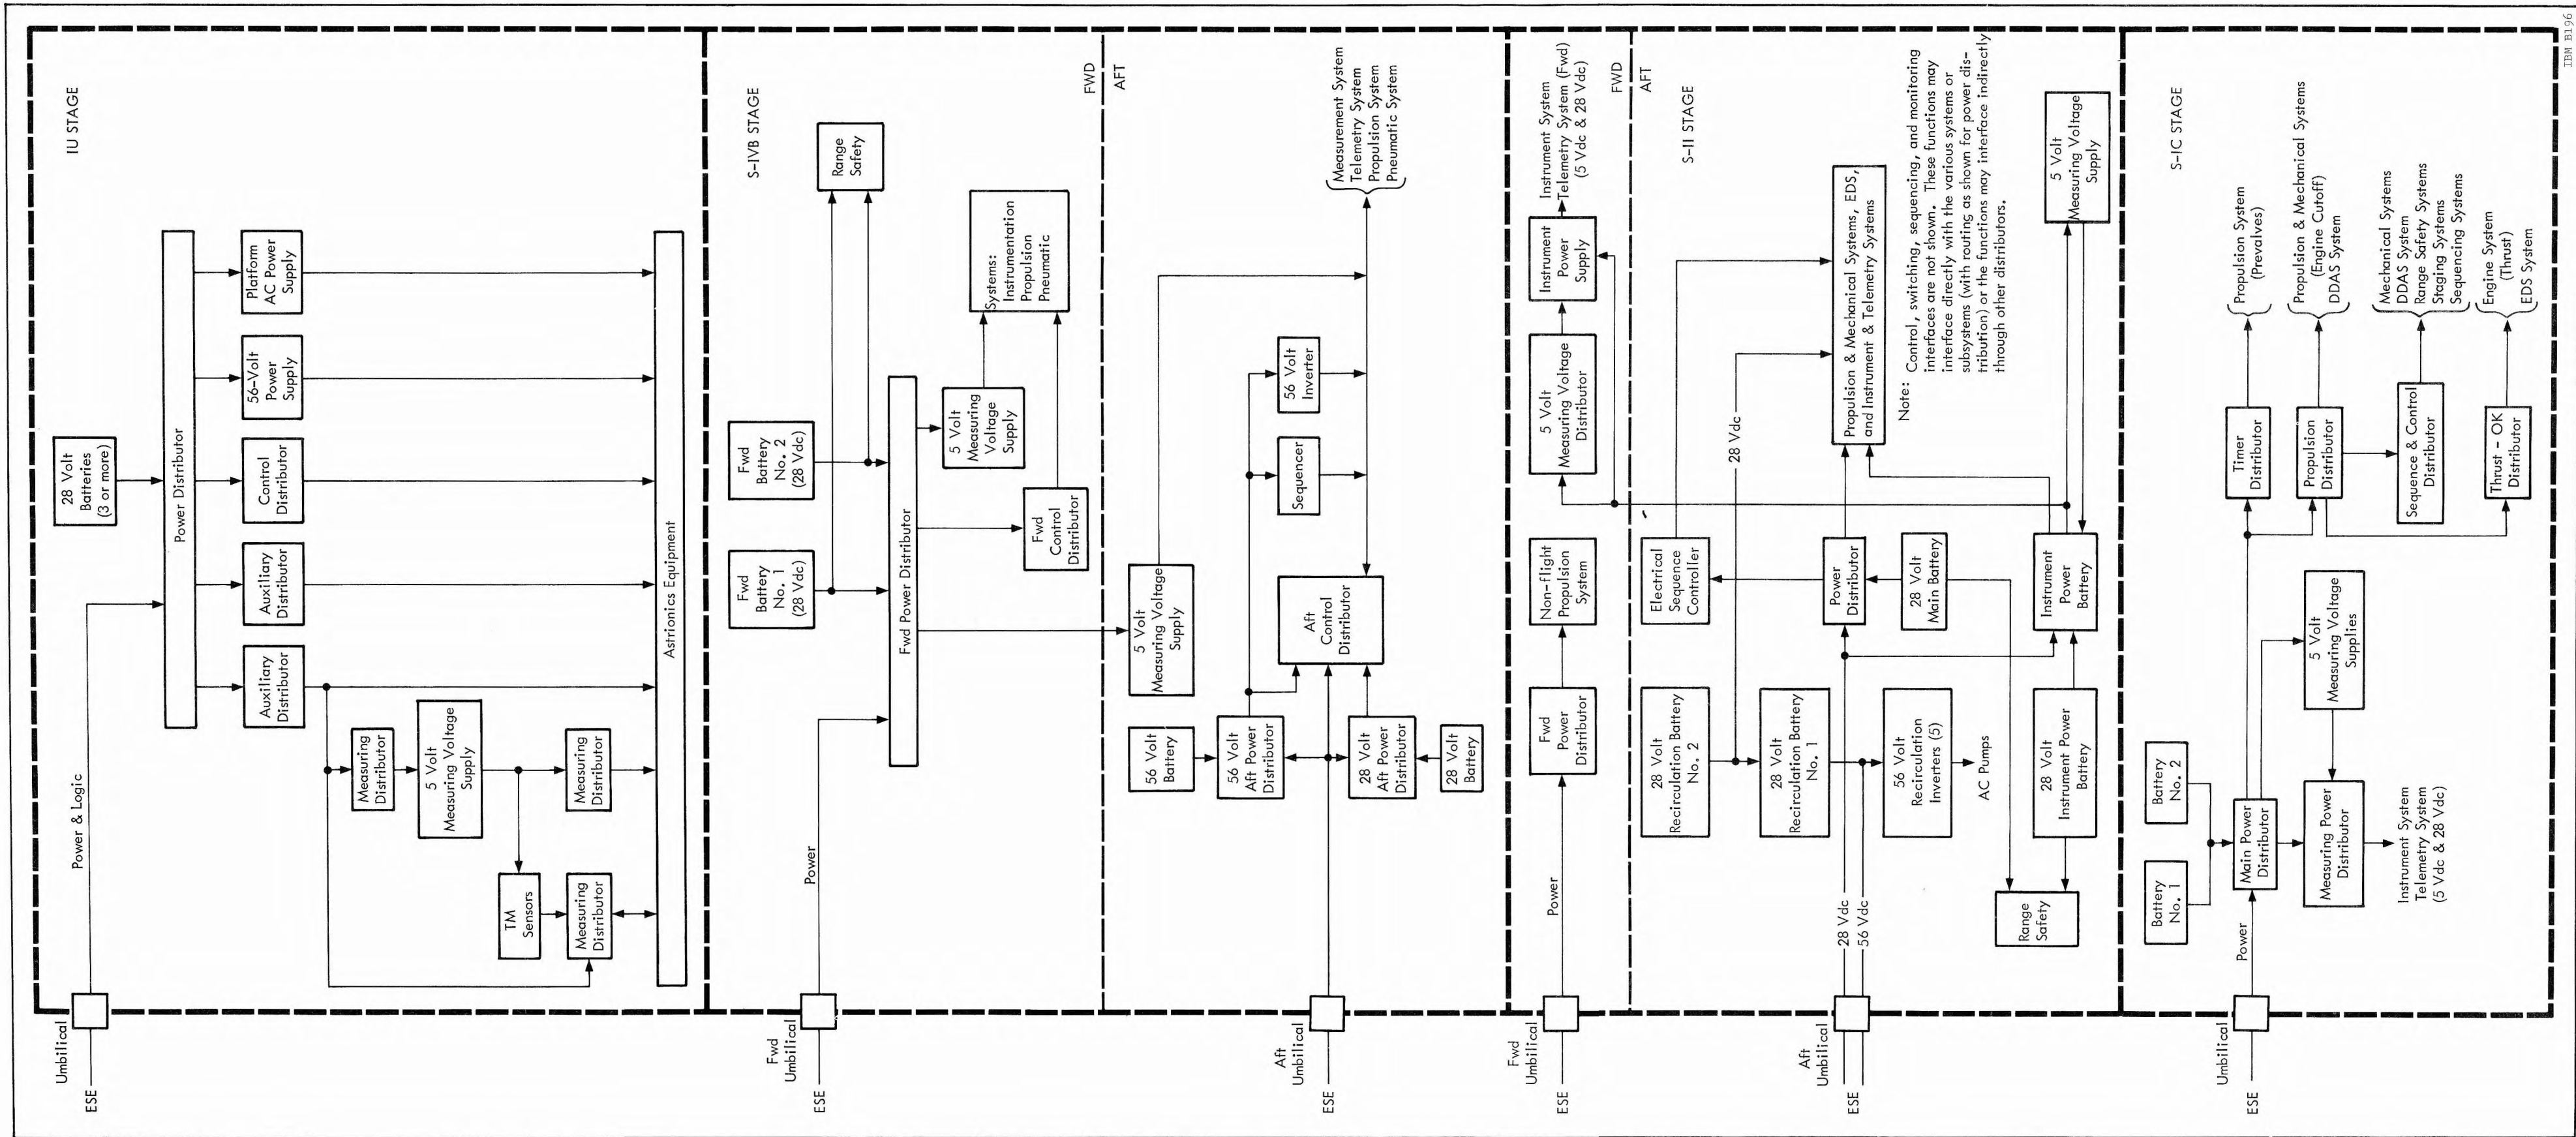 IU STAGE
28 Volt
Batteries
(3 or more)
Power & Logic
Umbilical
ESE
Power Distributor
Auxiliary
Distributor
Auxiliary
Distributor
Control
Distributor
56-Volt
Power
Supply
Platform
AC Power
Supply
Measuring
Distributor
5 Volt
Measuring Voltage
Supply
TM
Sensors
Measuring
Distributor
Measuring
Distributor
Astrionics Equipment
S-IVB STAGE
Fwd
Umbilical
ESE
Power
Fwd
Battery
No. 1
(28 Vdc)
Fwd
Battery
No. 2
(28 Vdc)
Range
Safety
Fwd Power Distributor
5 Volt
Measuring
Voltage
Supply
Fwd
Control
Distributor
Systems:
Instrumentation
Propulsion
Pneumatic
FWD
AFT
5 Volt
Measuring Voltage
Supply
56 Volt
Battery
56 Volt
Aft Power
Distributor
28 Volt
Aft Power
Distributor
28 Volt
Battery
Aft
Control
Distributor
Sequencer
56 Volt
Inverter
Measurement System
Telemetry System
Propulsion System
Pneumatic System
Aft
Umbilical
ESE
Fwd
Umbilical
ESE
Power
Fwd
Power
Distributor
Non-flight
Propulsion
System
5 Volt
Measuring Voltage
Distributor
Instrument
Power
Supply
Instrument System
Telemetry System (Fwd)
(5 Vdc & 28 Vdc)
FWD
AFT
S-II STAGE
28 Volt
Recirculation Battery
No. 2
28 Volt
Recirculation Battery
No. 1
56 Volt
Recirculation
Inverters (5)
AC Pumps
28 Vdc
Electrical
Sequence
Controller
Power
Distributor
28 Volt
Main Battery
Propulsion & Mechanical Systems, EDS,
and Instrument & Telemetry Systems
Note: Control, switching, sequencing, and monitoring
interfaces are not shown. These functions may
interface directly with the various systems or
subsystems (with routing as shown for power dis-
tribution) or the functions may interface indirectly
through other distributors.
Aft
Umbilical
ESE
28 Vdc
56 Vdc
28 Volt
Instrument Power
Battery
Instrument
Power
Battery
5 Volt
Measuring Voltage
Supply
Range
Safety
S-IC STAGE
Umbilical
ESE
Power
Battery
No. 1
Battery
No. 2
Main Power
Distributor
Measuring Power
Distributor
5 Volt
Measuring Voltage
Supplies
Instrument System
Telemetry System
(5 Vdc & 28 Vdc)
Timer
Distributor
Propulsion
Distributor
Sequence & Control
Distributor
Thrust - OK
Distributor
Propulsion System
(Prevalves)
Propulsion & Mechanical Systems
(Engine Cutoff)
DDAS System
Mechanical Systems
DDAS System
Range Safety Systems
Staging Systems
Sequencing Systems
Engine System
(Thrust)
EDS System
IBM B196